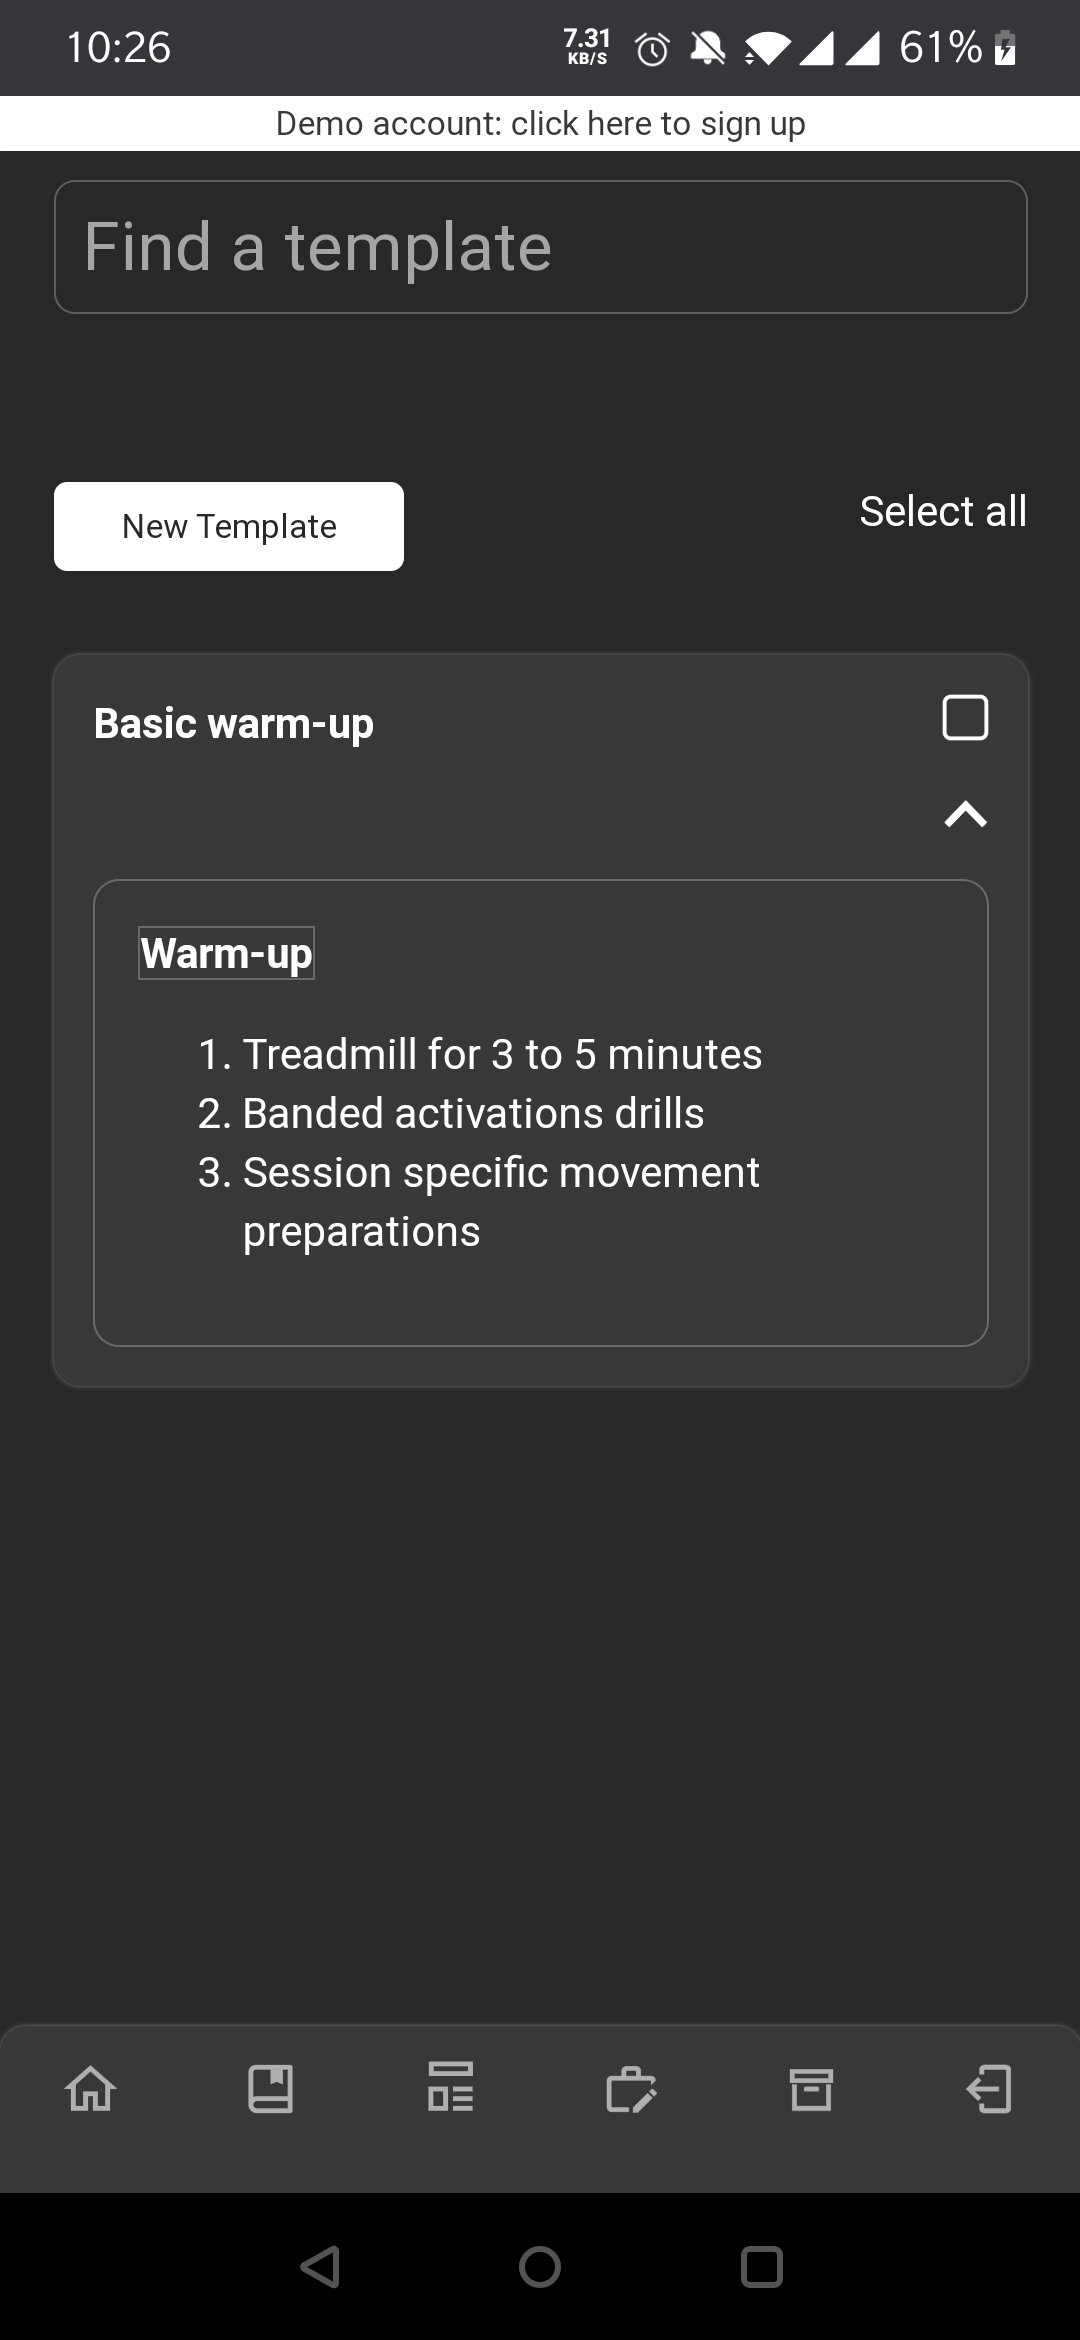 10:26
7.31
KB/S
61%
Demo account: click here to sign up
Find a template
New Template
Select all
Basic warm-up
Warm-up
1. Treadmill for 3 to 5 minutes
2. Banded activations drills
3. Session specific movement
preparations